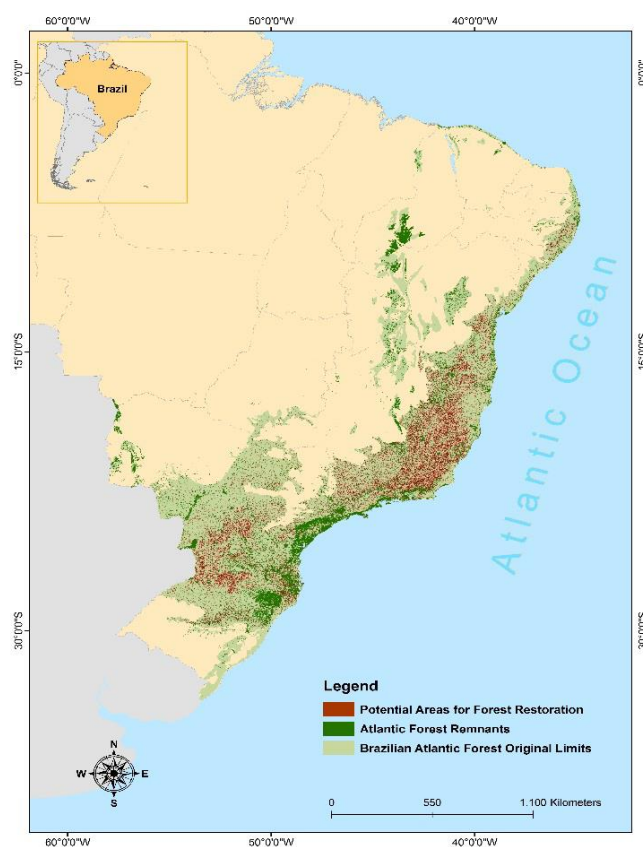 60°0'0"W 50°0'0"W 40°0'0"W
Brazil
0°0'0" 0°0'0"
15°0'0"S 15°0'0"S
Atlantic Ocean
30°0'0"S 30°0'0"S
Legend
Potential Areas for Forest Restoration
Atlantic Forest Remnants
Brazilian Atlantic Forest Original Limits
N
W E
S
0 550 1.100 Kilometers
60°0'0"W 50°0'0"W 40°0'0"W